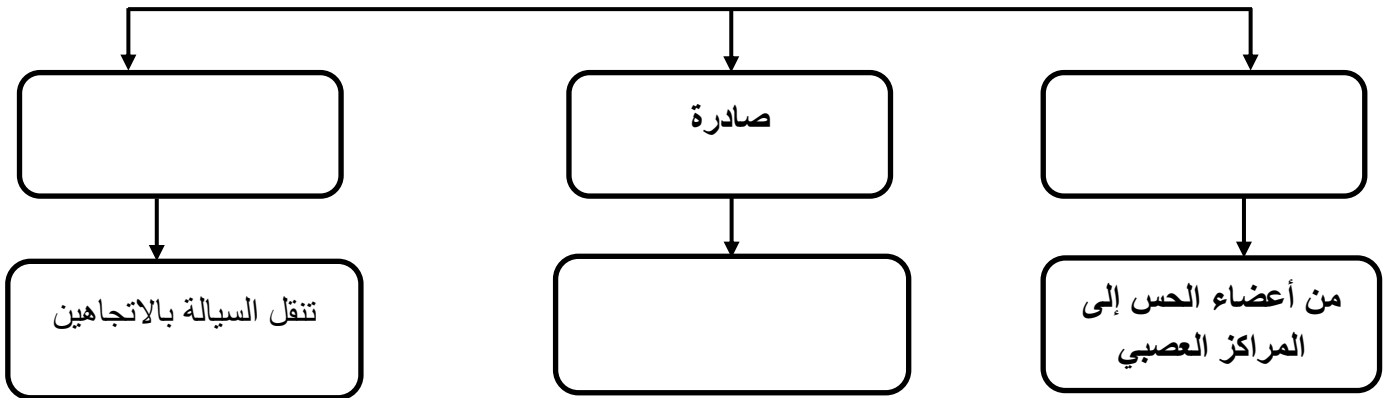 صادرة
من أعضاء الحس إلى
المراكز العصبي
تنقل السيالة بالاتجاهين